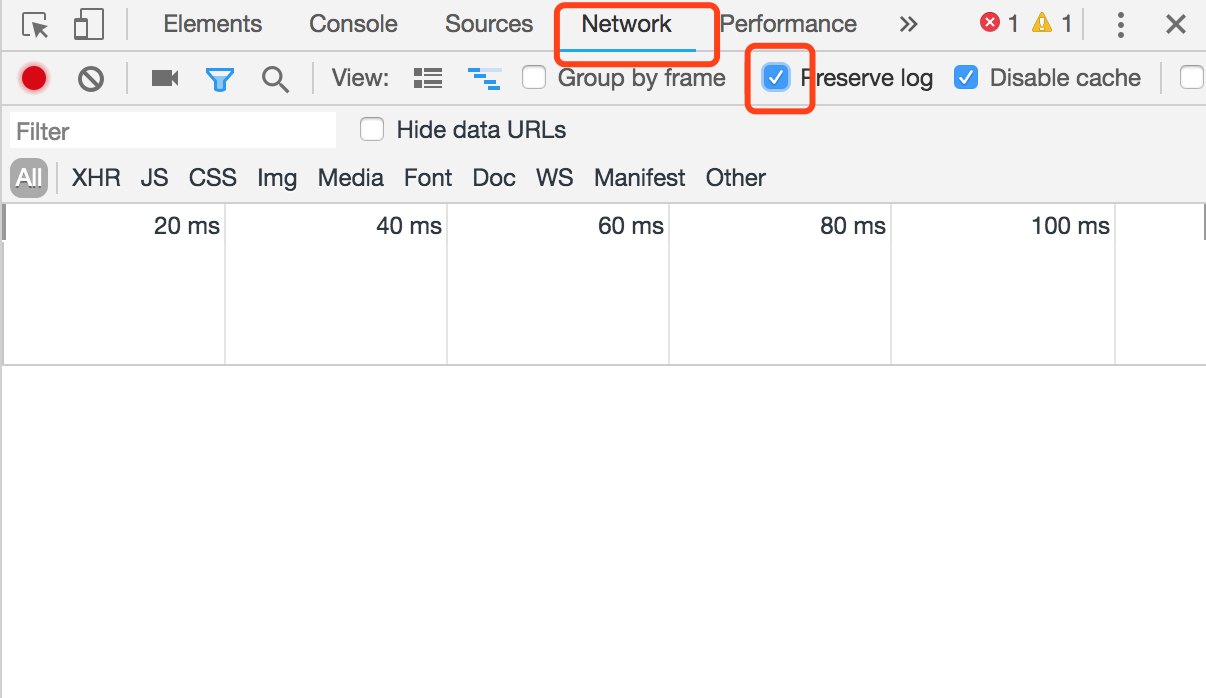 Elements Console Sources Network Performance » 1 1
View: Group by frame Preserve log Disable cache
Filter Hide data URLs
All XHR JS CSS Img Media Font Doc WS Manifest Other
20 ms 40 ms 60 ms 80 ms 100 ms